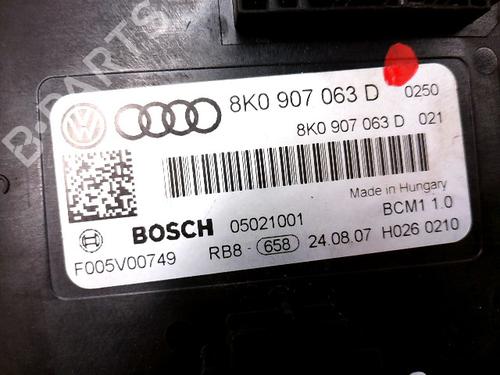 8K0 907 063 D 0250
8K0 907 063 D 021
Made in Hungary
BOSCH 05021001 BCM1 1.0
F005V00749 RB8 - 658 24.08.07 H026 0210
B-PARTS